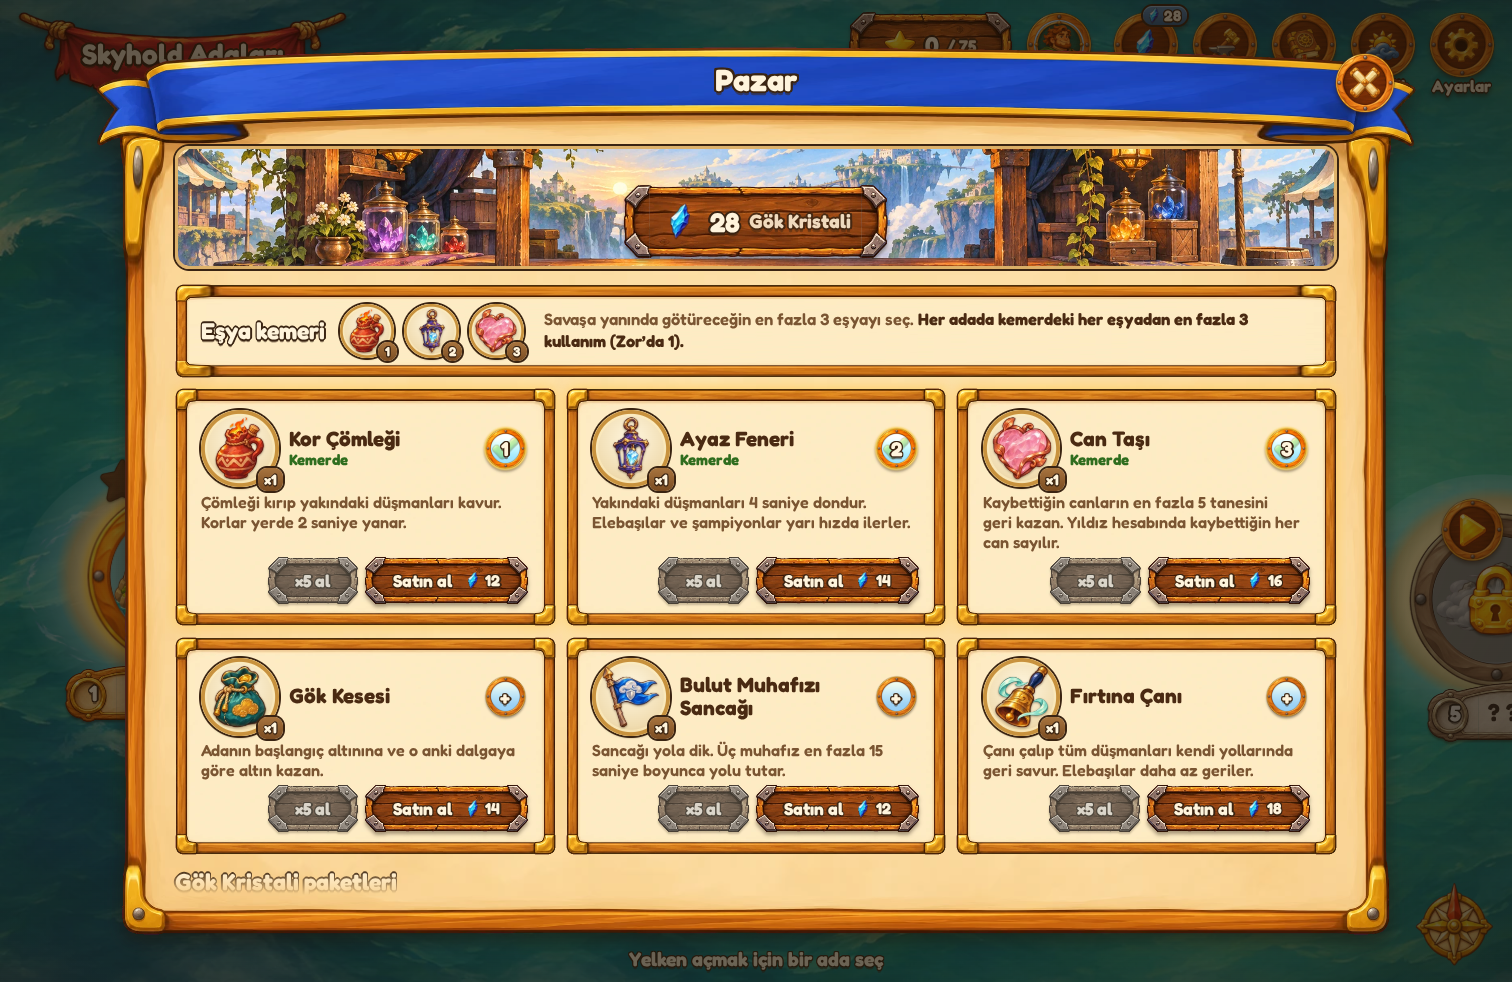 Skyhold Adaları
0 / 75
28
Ayarlar
Pazar
28 Gök Kristali
Eşya kemeri
1
2
3
Savaşa yanında götüreceğin en fazla 3 eşyayı seç. Her adada kemerdeki her eşyadan en fazla 3
kullanım (Zor'da 1).
Kor Çömleği
Kemerde
1
x1
Çömleği kırıp yakındaki düşmanları kavur.
Korlar yerde 2 saniye yanar.
x5 al
Satın al 12
Ayaz Feneri
Kemerde
2
x1
Yakındaki düşmanları 4 saniye dondur.
Elebaşılar ve şampiyonlar yarı hızda ilerler.
x5 al
Satın al 14
Can Taşı
Kemerde
3
x1
Kaybettiğin canların en fazla 5 tanesini
geri kazan. Yıldız hesabında kaybettiğin her
can sayılır.
x5 al
Satın al 16
Gök Kesesi
x1
Adanın başlangıç altınına ve o anki dalgaya
göre altın kazan.
x5 al
Satın al 14
Bulut Muhafızı
Sancağı
x1
Sancağı yola dik. Üç muhafız en fazla 15
saniye boyunca yolu tutar.
x5 al
Satın al 12
Fırtına Çanı
x1
Çanı çalıp tüm düşmanları kendi yollarında
geri savur. Elebaşılar daha az geriler.
x5 al
Satın al 18
1
5 ??
Gök Kristali paketleri
Yelken açmak için bir ada seç